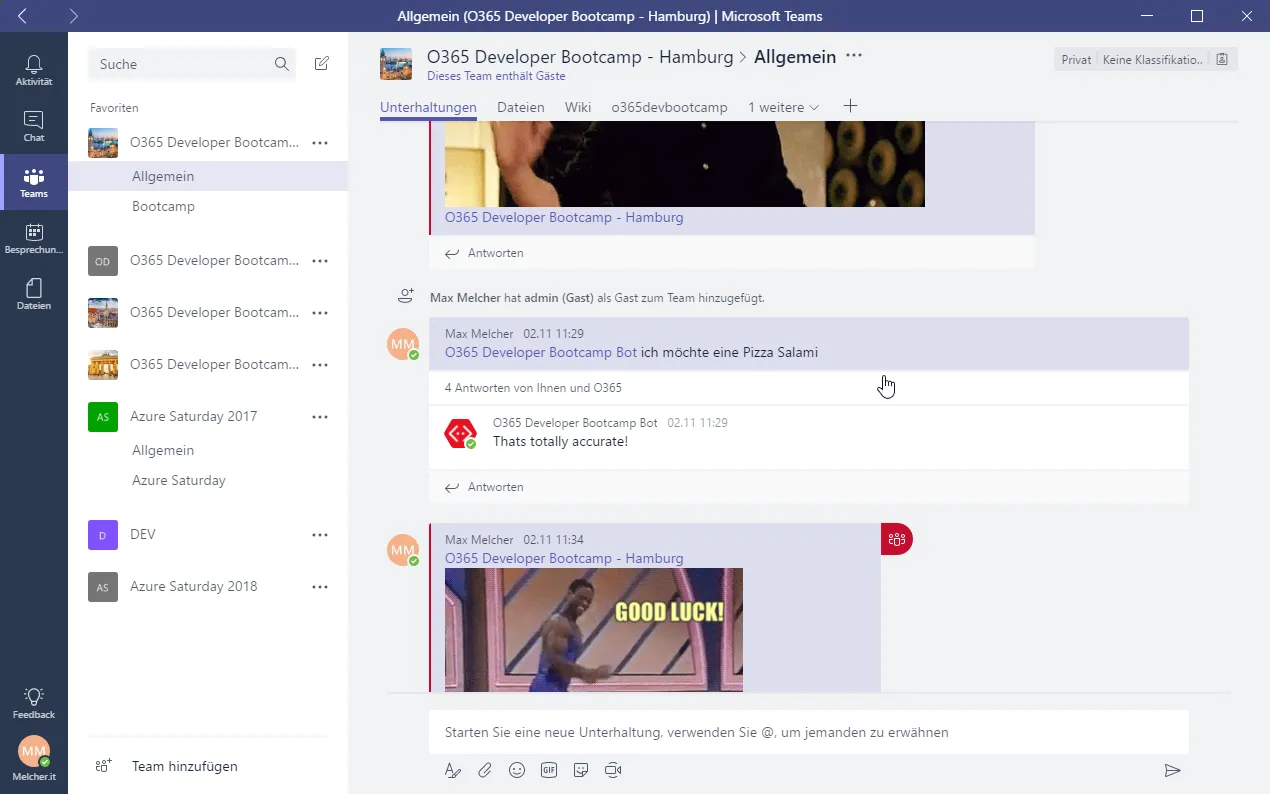 Allgemein (O365 Developer Bootcamp - Hamburg) | Microsoft Teams
Aktivität
Chat
Teams
Besprechun...
Dateien
Feedback
MM
Melcher.it
Suche
Favoriten
O365 Developer Bootcam...
Allgemein
Bootcamp
OD
O365 Developer Bootcam...
O365 Developer Bootcam...
O365 Developer Bootcam...
AS
Azure Saturday 2017
Allgemein
Azure Saturday
D
DEV
AS
Azure Saturday 2018
Team hinzufügen
O365 Developer Bootcamp - Hamburg > Allgemein
Dieses Team enthält Gäste
Privat
Keine Klassifikatio..
Unterhaltungen
Dateien
Wiki
o365devbootcamp
1 weitere
O365 Developer Bootcamp - Hamburg
Antworten
Max Melcher hat admin (Gast) als Gast zum Team hinzugefügt.
MM
Max Melcher 02.11 11:29
O365 Developer Bootcamp Bot ich möchte eine Pizza Salami
4 Antworten von Ihnen und O365
O365 Developer Bootcamp Bot 02.11 11:29
Thats totally accurate!
Antworten
MM
Max Melcher 02.11 11:34
O365 Developer Bootcamp - Hamburg
GOOD LUCK!
Starten Sie eine neue Unterhaltung, verwenden Sie @, um jemanden zu erwähnen
GIF